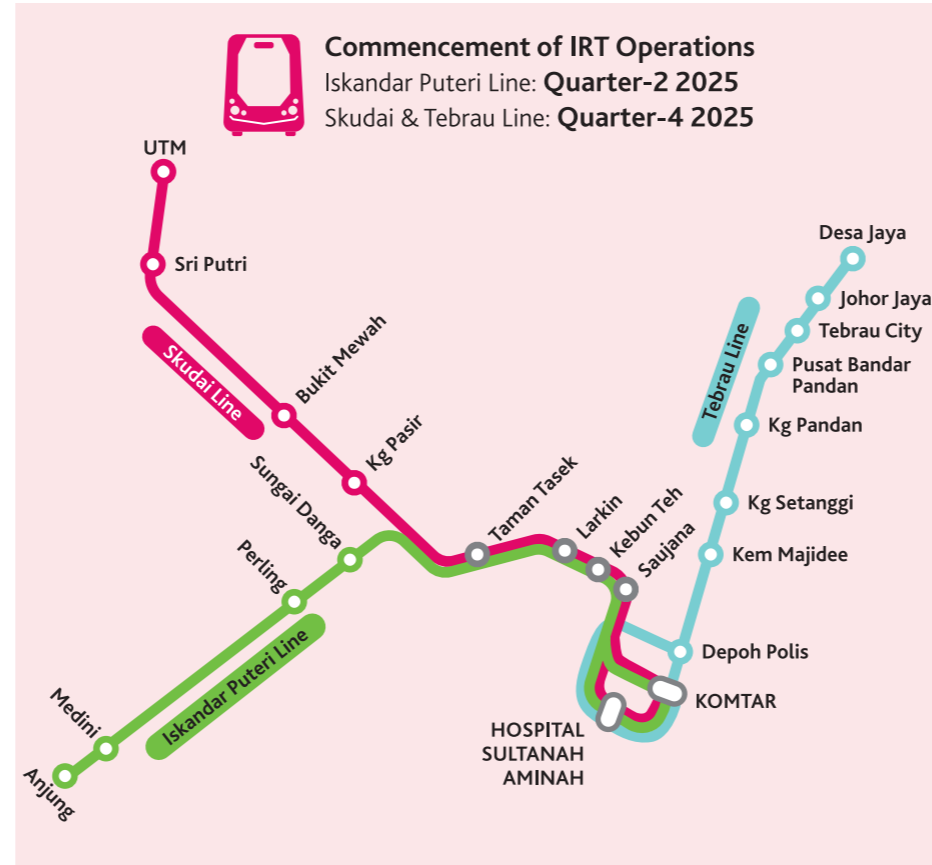 Commencement of IRT Operations
Iskandar Puteri Line: Quarter-2 2025
Skudai & Tebrau Line: Quarter-4 2025
UTM
Sri Putri
Skudai Line
Bukit Mewah
Kg Pasir
Sungai Danga
Perling
Iskandar Puteri Line
Medini
Anjung
Taman Tasek
Larkin
Kebun Teh
Saujana
Desa Jaya
Johor Jaya
Tebrau City
Tebrau Line
Pusat Bandar
Pandan
Kg Pandan
Kg Setanggi
Kem Majidee
Depoh Polis
KOMTAR
HOSPITAL
SULTANAH
AMINAH